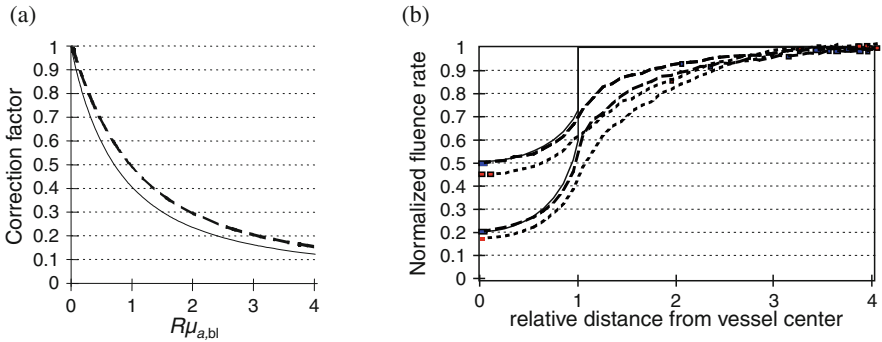 (a)
1
0.9
0.8
0.7
0.6
0.5
0.4
0.3
0.2
0.1
0
Correction factor
0 1 2 3 4
Rμa,bl
(b)
1
0.9
0.8
0.7
0.6
0.5
0.4
0.3
0.2
0.1
0
Normalized fluence rate
0 1 2 3 4
relative distance from vessel center